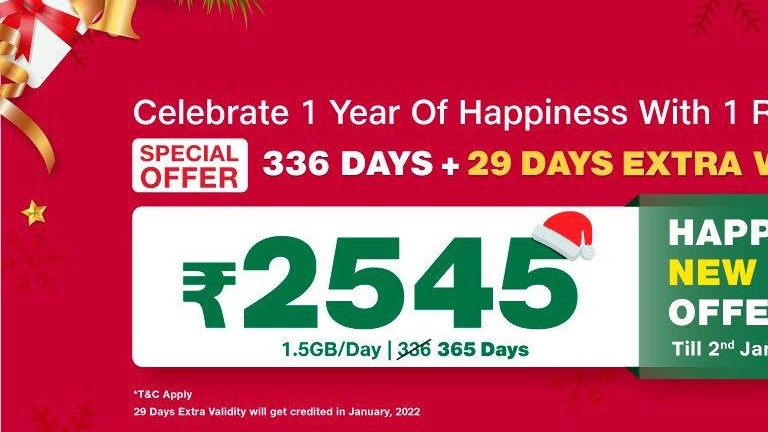 Celebrate 1 Year Of Happiness With 1
SPECIAL OFFER
336 DAYS + 29 DAYS EXTRA
₹2545
1.5GB/Day | 336 365 Days
HAPP
NEW
OFFE
Till 2nd Jan
*T&C Apply
29 Days Extra Validity will get credited in January, 2022